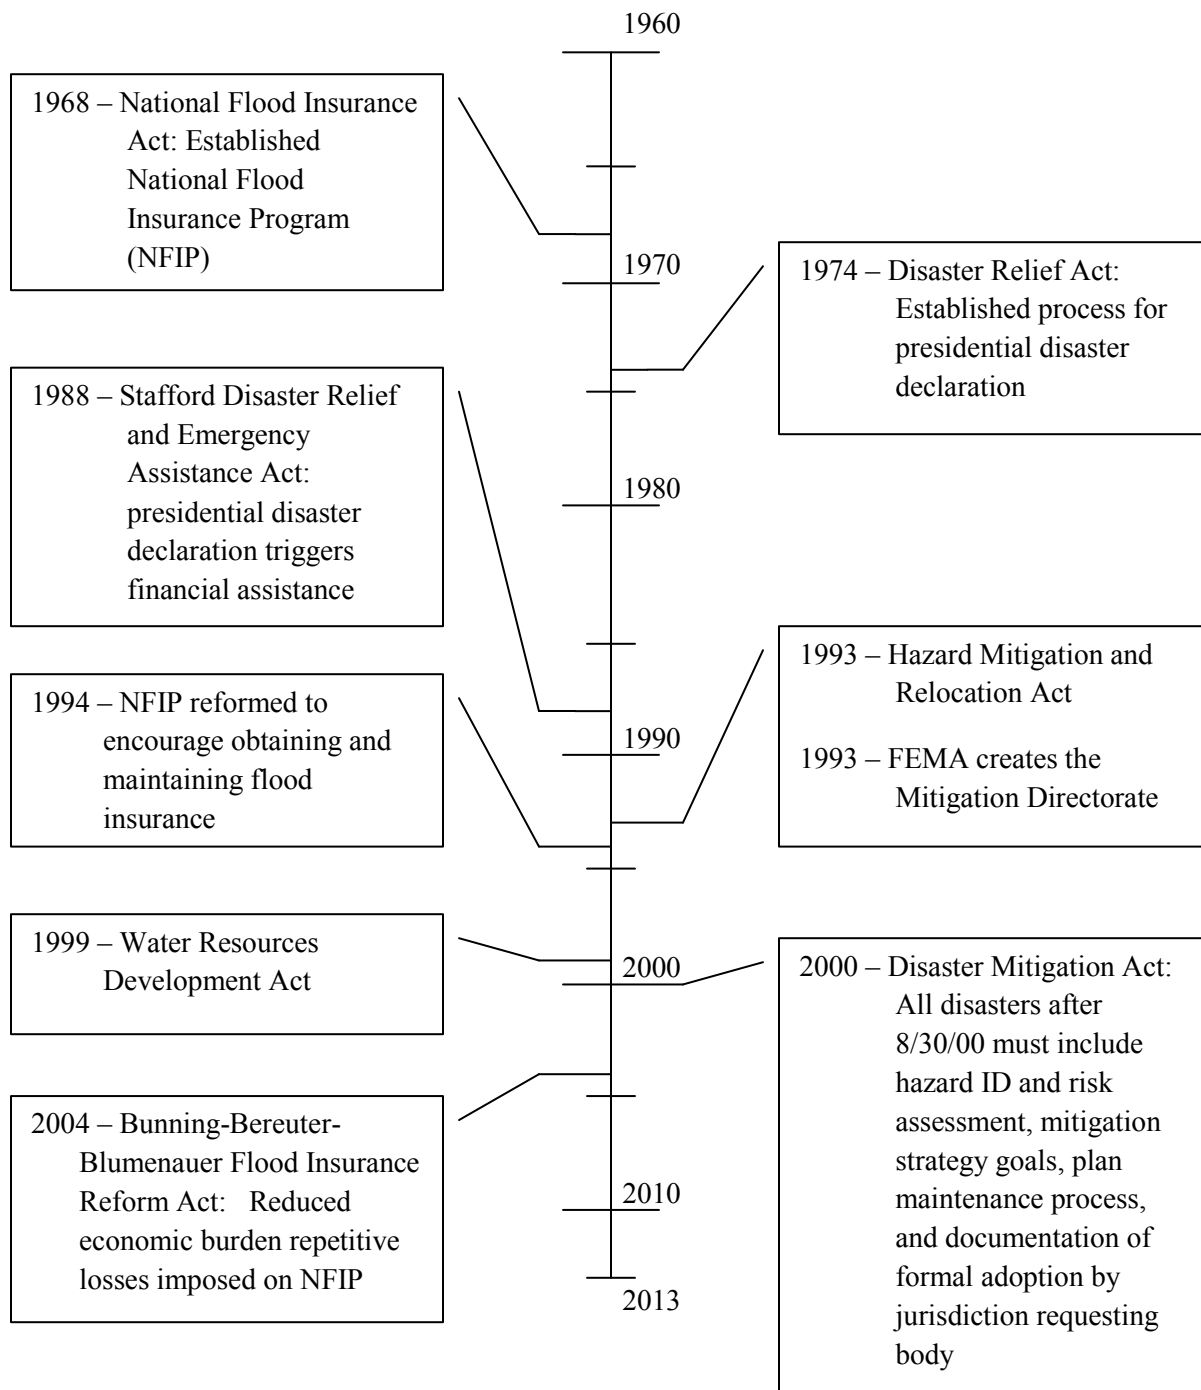 1960
1968 – National Flood Insurance
Act: Established
National Flood
Insurance Program
(NFIP)
1970
1974 – Disaster Relief Act:
Established process for
presidential disaster
declaration
1988 – Stafford Disaster Relief
and Emergency
Assistance Act:
presidential disaster
declaration triggers
financial assistance
1980
1993 – Hazard Mitigation and
Relocation Act
1993 – FEMA creates the
Mitigation Directorate
1994 – NFIP reformed to
encourage obtaining and
maintaining flood
insurance
1990
1999 – Water Resources
Development Act
2000
2000 – Disaster Mitigation Act:
All disasters after
8/30/00 must include
hazard ID and risk
assessment, mitigation
strategy goals, plan
maintenance process,
and documentation of
formal adoption by
jurisdiction requesting
body
2004 – Bunning-Bereuter-
Blumenauer Flood Insurance
Reform Act:   Reduced
economic burden repetitive
losses imposed on NFIP
2010
2013